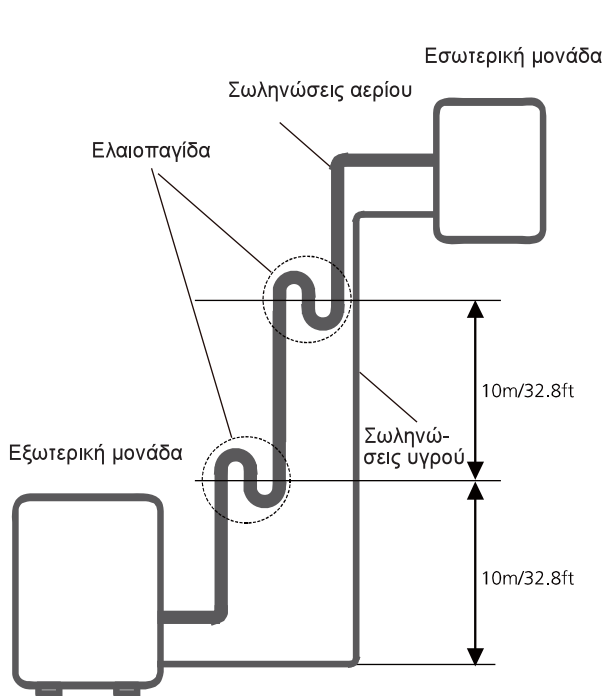 Εσωτερική μονάδα
Σωληνώσεις αερίου
Ελαιοπαγίδα
10m/32.8ft
Σωληνώ-
σεις υγρού
Εξωτερική μονάδα
10m/32.8ft